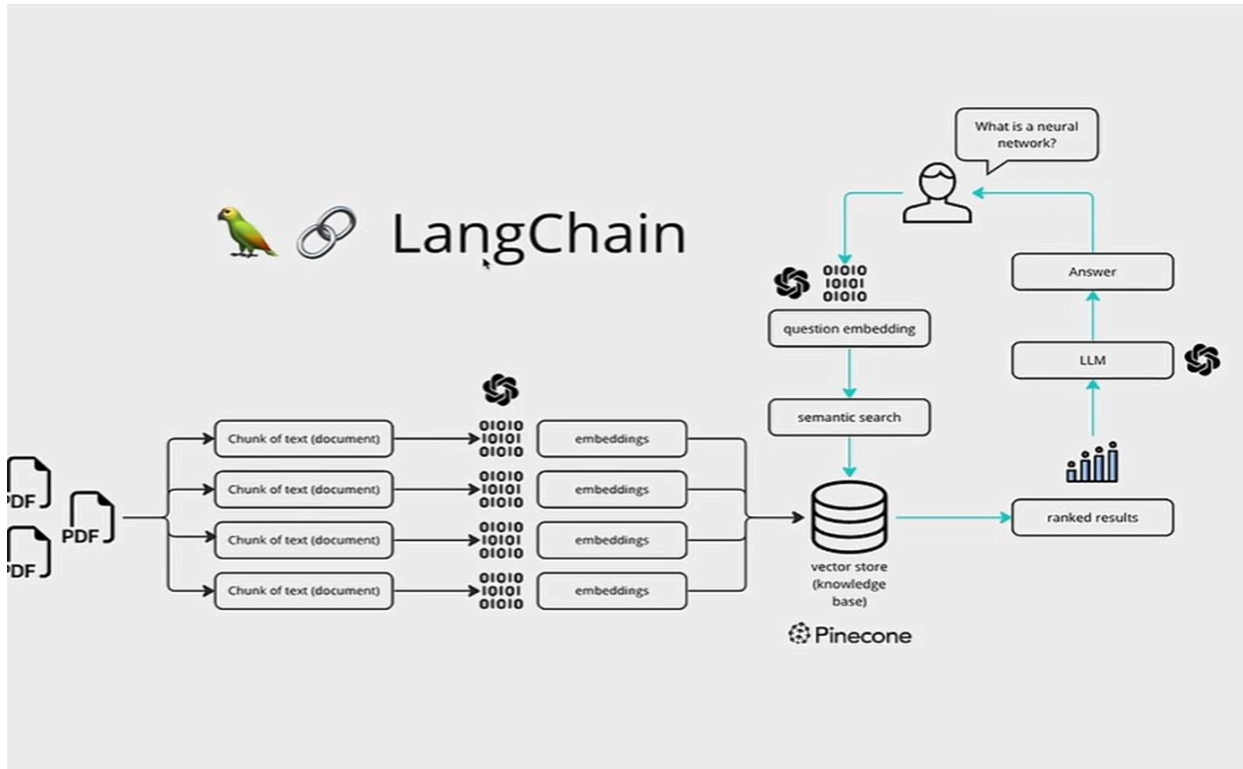 What is a neural
network?
LangChain
01010
10101
01010
Answer
question embedding
LLM
semantic search
Chunk of text (document)
01010
10101
01010
embeddings
Chunk of text (document)
01010
10101
01010
embeddings
Chunk of text (document)
01010
10101
01010
embeddings
Chunk of text (document)
01010
10101
01010
embeddings
PDF
PDF
PDF
ranked results
vector store
(knowledge
base)
Pinecone